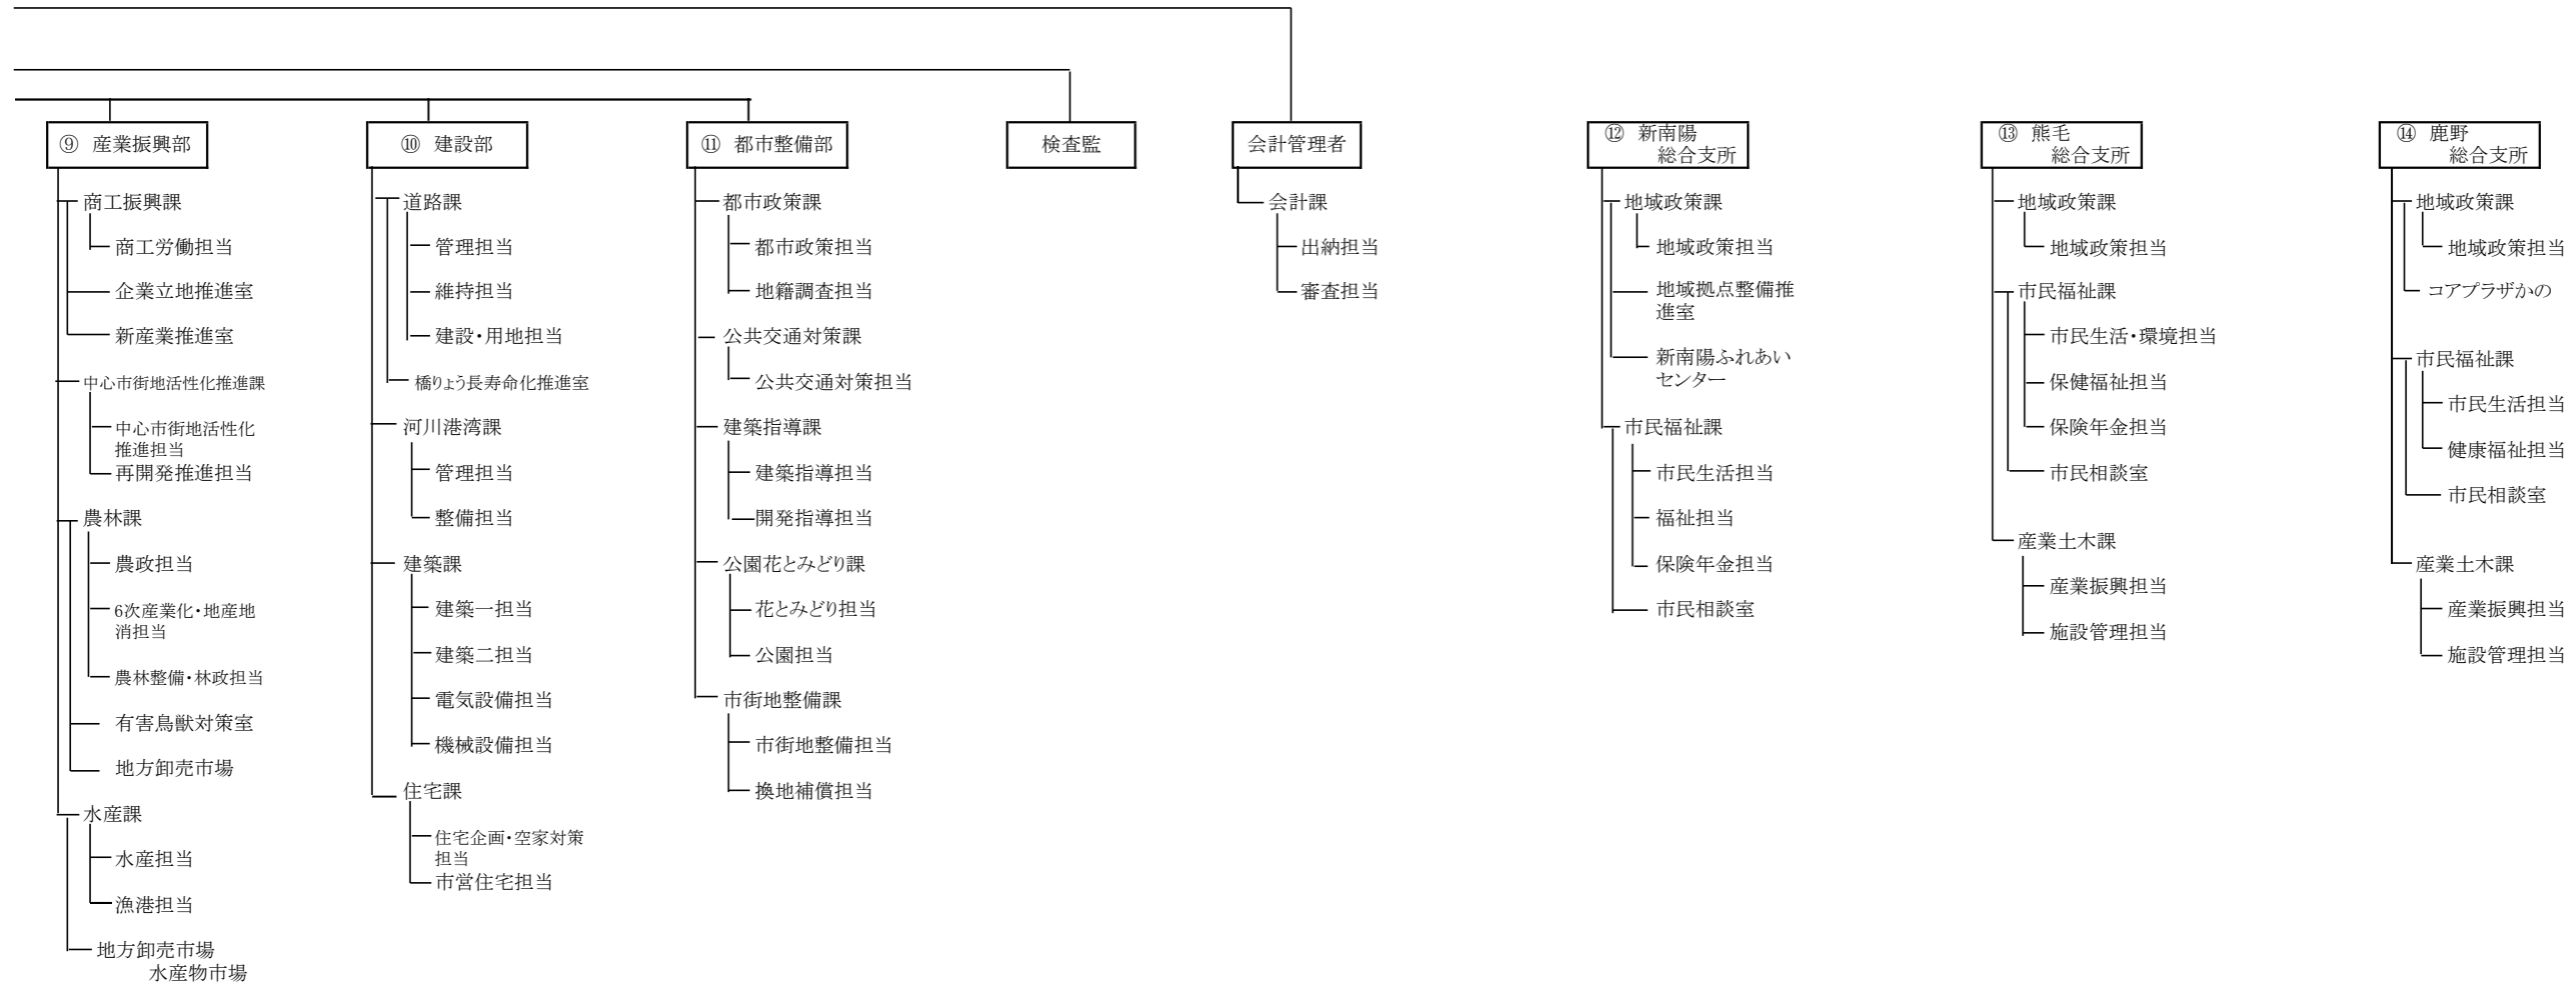 ⑨ 産業振興部
商工振興課
商工労働担当
企業立地推進室
新産業推進室
中心市街地活性化推進課
中心市街地活性化
推進担当
再開発推進担当
農林課
農政担当
6次産業化・地産地
消担当
農林整備・林政担当
有害鳥獣対策室
地方卸売市場
水産課
水産担当
漁港担当
地方卸売市場
水産物市場
⑩ 建設部
道路課
管理担当
維持担当
建設・用地担当
橋りょう長寿命化推進室
河川港湾課
管理担当
整備担当
建築課
建築一担当
建築二担当
電気設備担当
機械設備担当
住宅課
住宅企画・空家対策
担当
市営住宅担当
⑪ 都市整備部
都市政策課
都市政策担当
地籍調査担当
公共交通対策課
公共交通対策担当
建築指導課
建築指導担当
開発指導担当
公園花とみどり課
花とみどり担当
公園担当
市街地整備課
市街地整備担当
換地補償担当
検査監
会計管理者
会計課
出納担当
審査担当
⑫ 新南陽
総合支所
地域政策課
地域政策担当
地域拠点整備推
進室
新南陽ふれあい
センター
市民福祉課
市民生活担当
福祉担当
保険年金担当
市民相談室
⑬ 熊毛
総合支所
地域政策課
地域政策担当
市民福祉課
市民生活・環境担当
保健福祉担当
保険年金担当
市民相談室
産業土木課
産業振興担当
施設管理担当
⑭ 鹿野
総合支所
地域政策課
地域政策担当
コアプラザかの
市民福祉課
市民生活担当
健康福祉担当
市民相談室
産業土木課
産業振興担当
施設管理担当